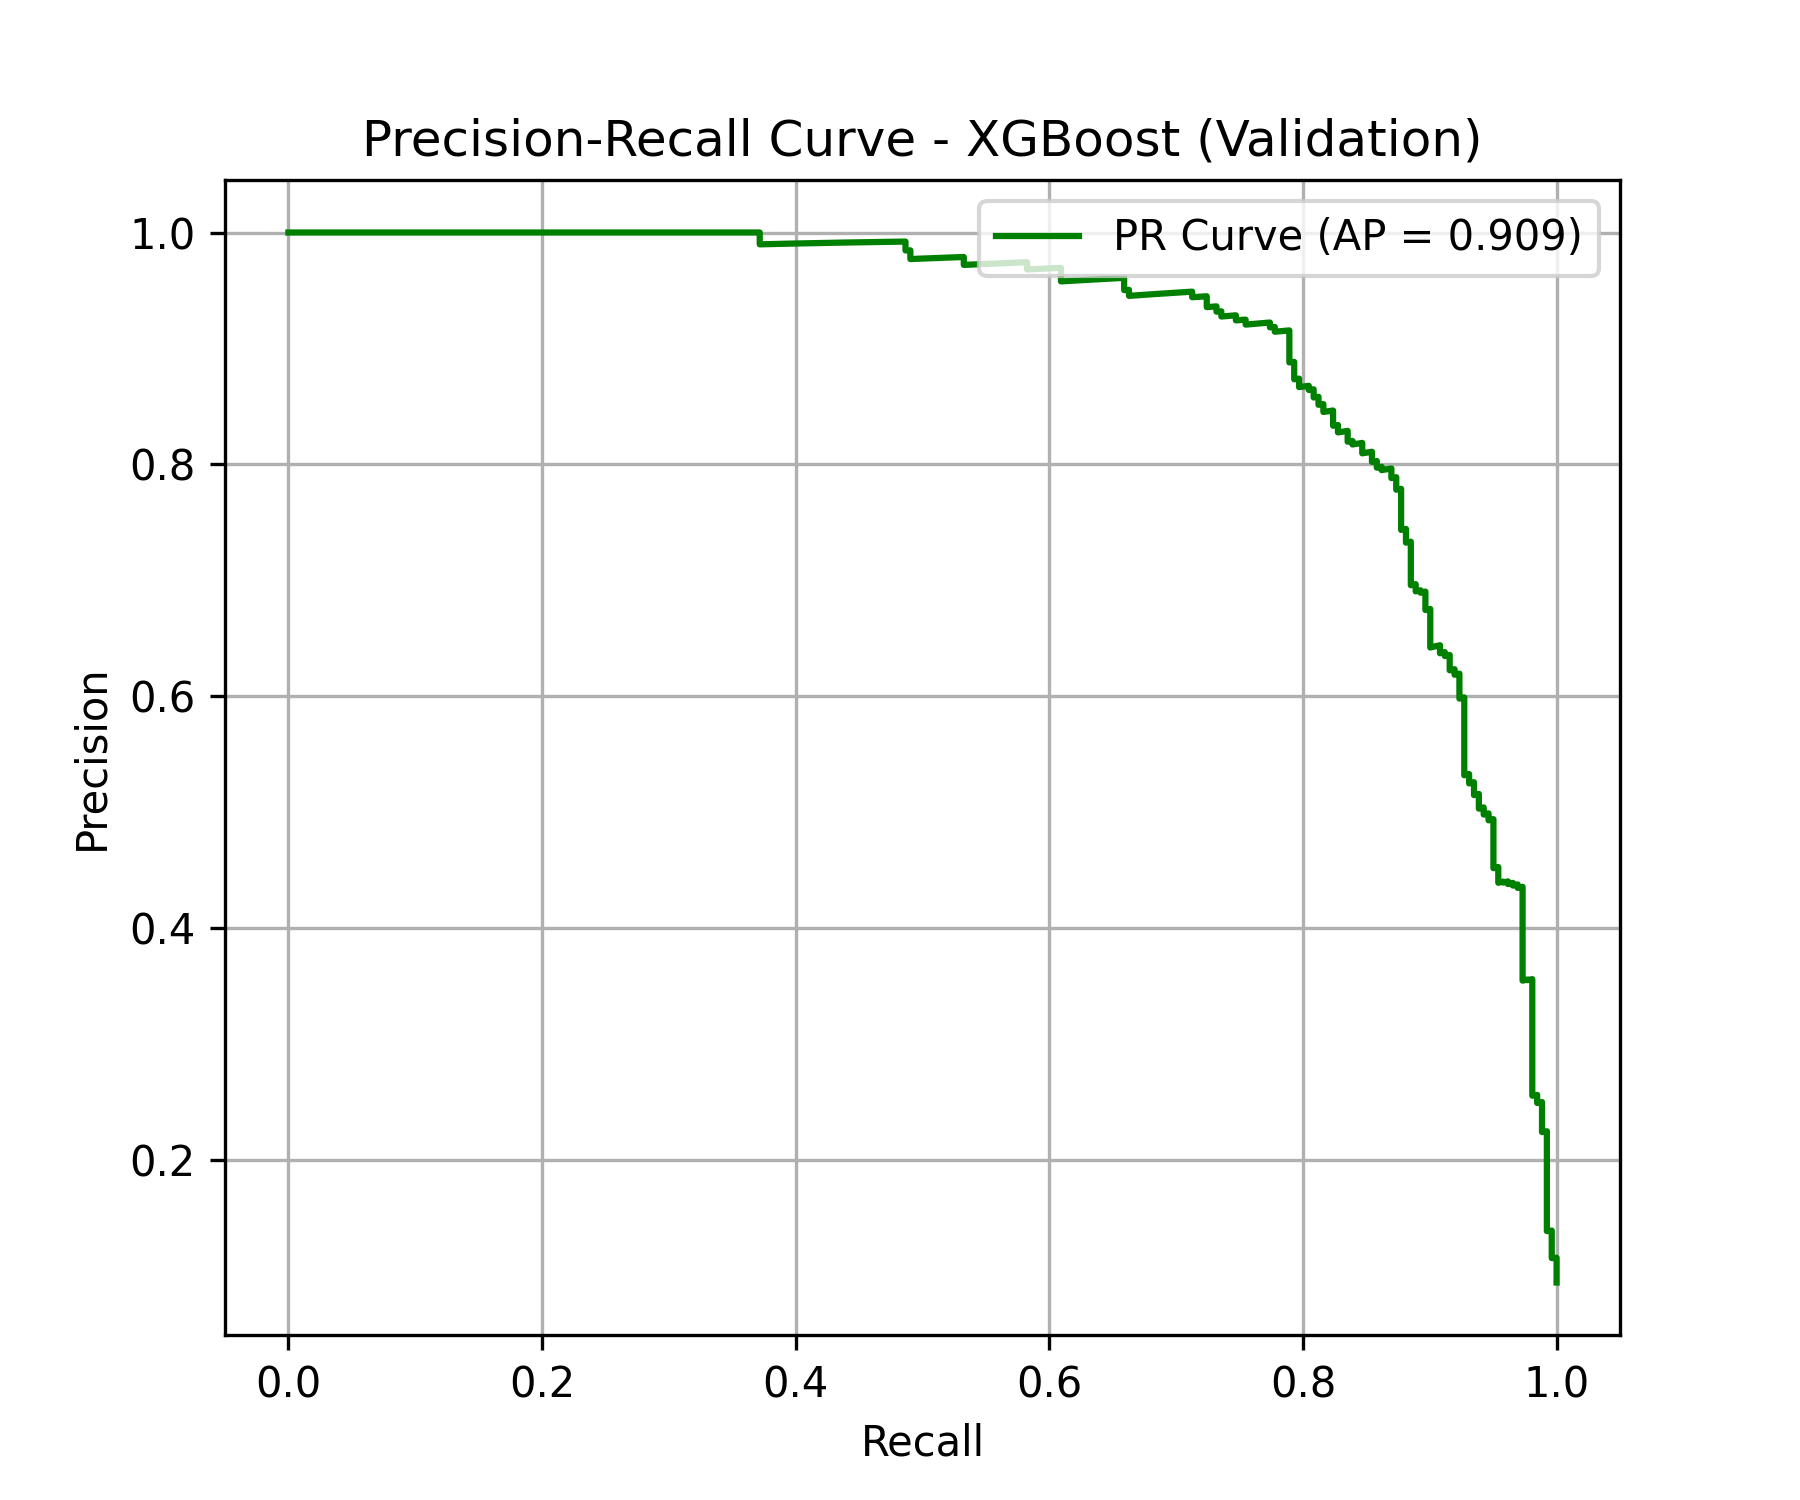 Precision-Recall Curve - XGBoost (Validation)
PR Curve (AP = 0.909)
1.0
0.8
0.6
0.4
0.2
Precision
0.0 0.2 0.4 0.6 0.8 1.0
Recall